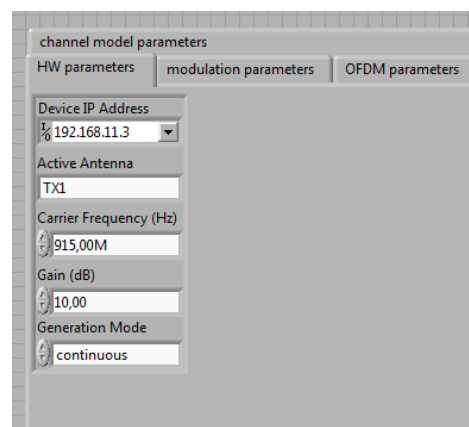 channel model parameters
HW parameters
modulation parameters
OFDM parameters
Device IP Address
192.168.11.3
Active Antenna
TX1
Carrier Frequency (Hz)
915,00M
Gain (dB)
10,00
Generation Mode
continuous